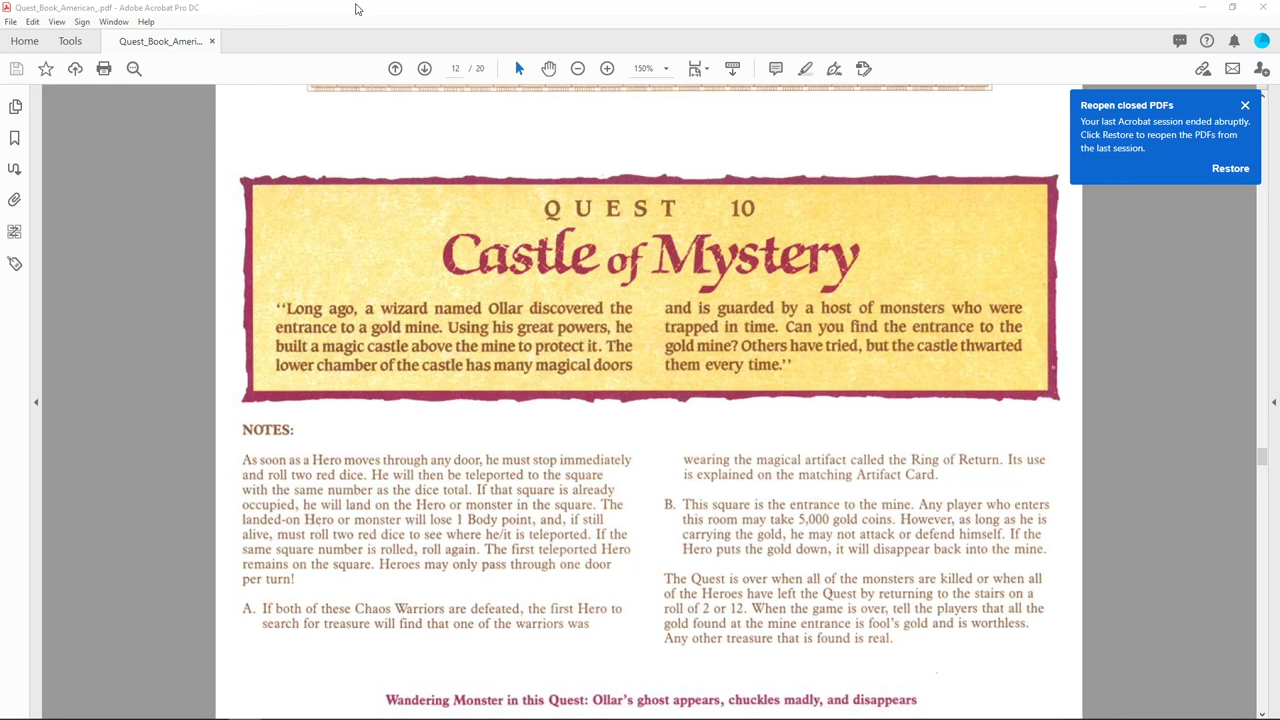 Quest_Book_American_.pdf - Adobe Acrobat Pro DC
File Edit View Sign Window Help
Home Tools Quest_Book_Ameri... ×
12 / 20 150%
Reopen closed PDFs
Your last Acrobat session ended abruptly.
Click Restore to reopen the PDFs from
the last session.
Restore
QUEST 10
Castle of Mystery
‘‘Long ago, a wizard named Ollar discovered the
entrance to a gold mine. Using his great powers, he
built a magic castle above the mine to protect it. The
lower chamber of the castle has many magical doors
and is guarded by a host of monsters who were
trapped in time. Can you find the entrance to the
gold mine? Others have tried, but the castle thwarted
them every time.’’
NOTES:
As soon as a Hero moves through any door, he must stop immediately
and roll two red dice. He will then be teleported to the square
with the same number as the dice total. If that square is already
occupied, he will land on the Hero or monster in the square. The
landed-on Hero or monster will lose 1 Body point, and, if still
alive, must roll two red dice to see where he/it is teleported. If the
same square number is rolled, roll again. The first teleported Hero
remains on the square. Heroes may only pass through one door
per turn!
A. If both of these Chaos Warriors are defeated, the first Hero to
search for treasure will find that one of the warriors was
wearing the magical artifact called the Ring of Return. Its use
is explained on the matching Artifact Card.
B. This square is the entrance to the mine. Any player who enters
this room may take 5,000 gold coins. However, as long as he is
carrying the gold, he may not attack or defend himself. If the
Hero puts the gold down, it will disappear back into the mine.
The Quest is over when all of the monsters are killed or when all
of the Heroes have left the Quest by returning to the stairs on a
roll of 2 or 12. When the game is over, tell the players that all the
gold found at the mine entrance is fool's gold and is worthless.
Any other treasure that is found is real.
Wandering Monster in this Quest: Ollar's ghost appears, chuckles madly, and disappears